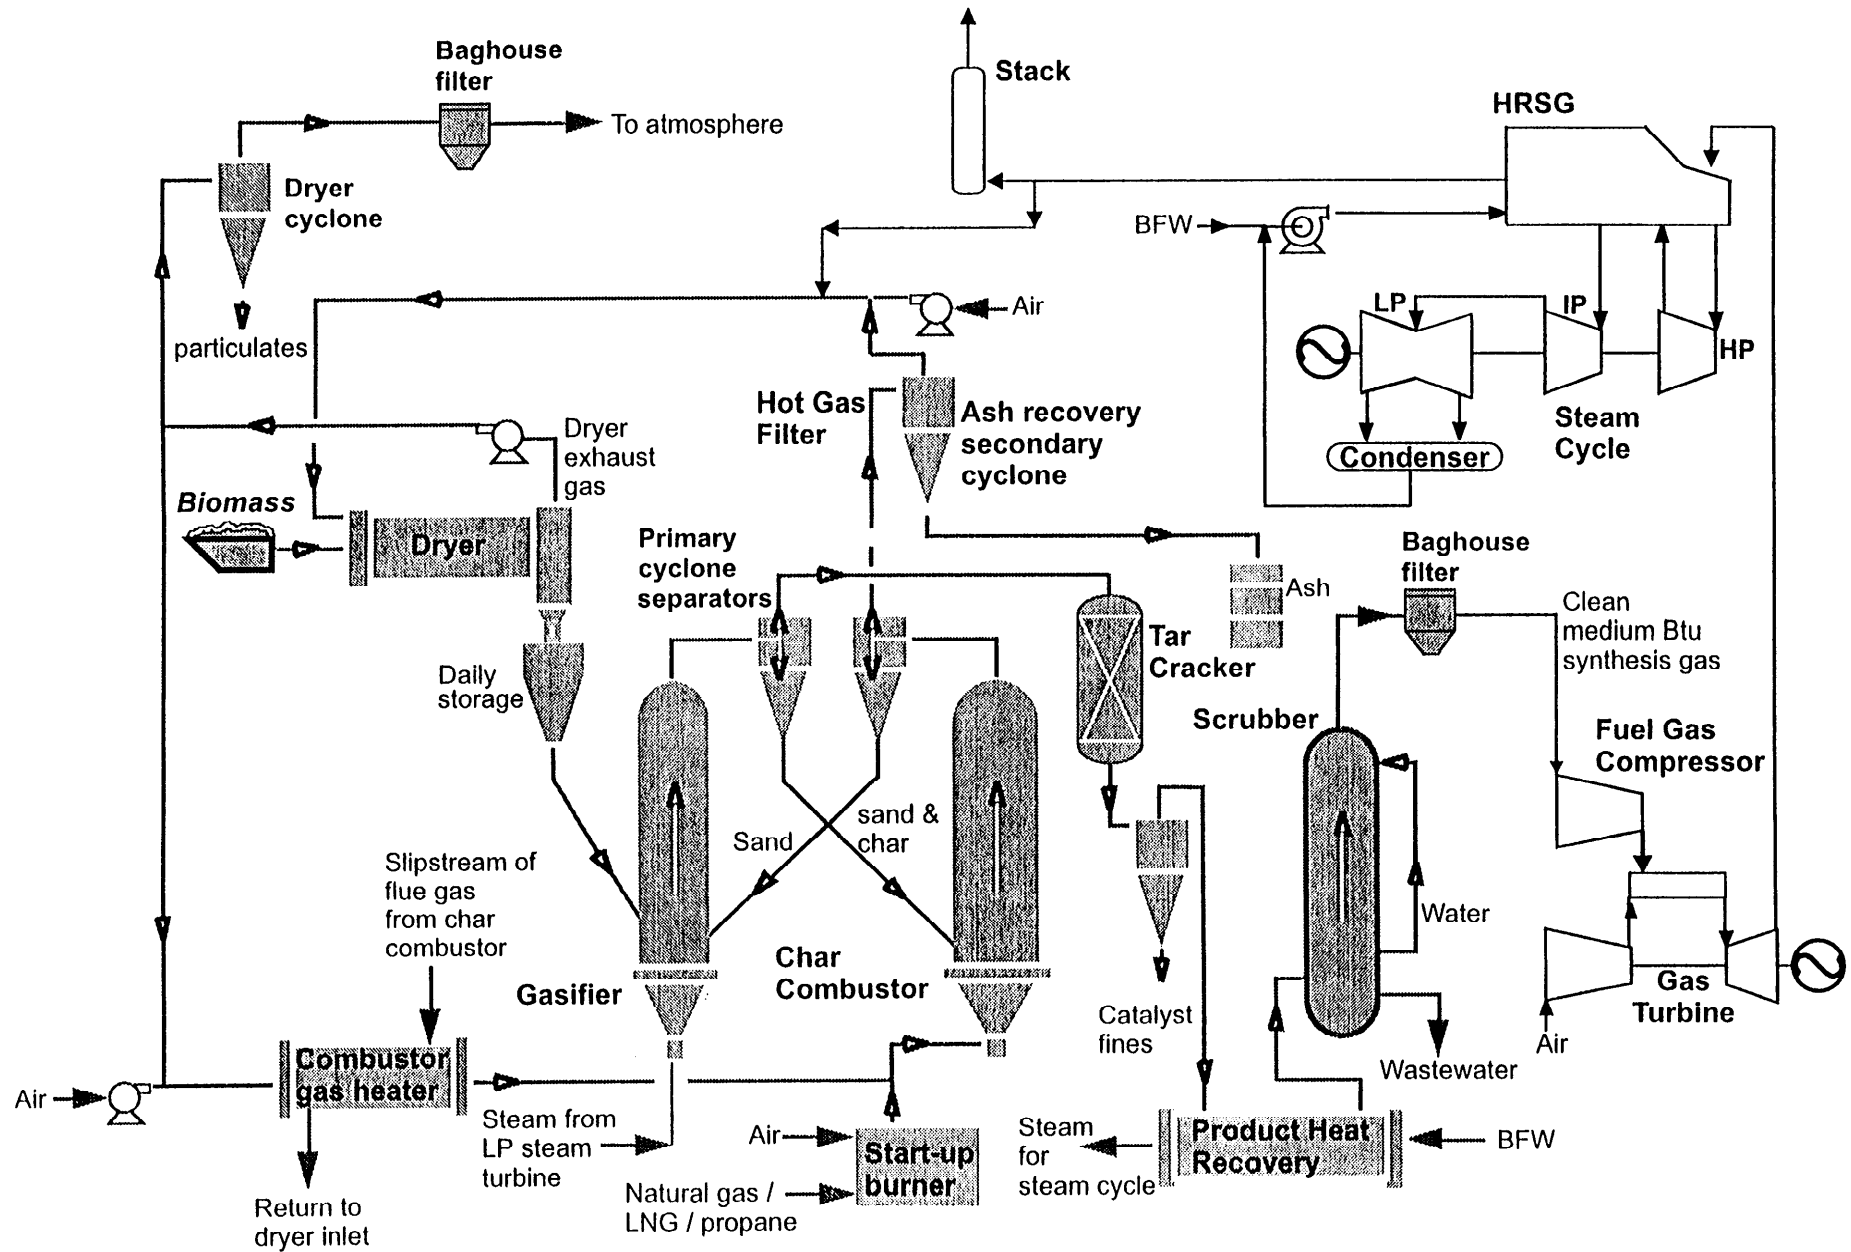 Baghouse
filter
To atmosphere
Stack
HRSG
Dryer
cyclone
BFW
particulates
Air
LP
IP
HP
Steam
Cycle
Condenser
Hot Gas
Filter
Ash recovery
secondary
cyclone
Dryer
exhaust
gas
Biomass
Dryer
Primary
cyclone
separators
Baghouse
filter
Ash
Clean
medium Btu
synthesis gas
Tar
Cracker
Daily
storage
Scrubber
Fuel Gas
Compressor
Sand
sand &
char
Slipstream of
flue gas
from char
combustor
Water
Gasifier
Char
Combustor
Catalyst
fines
Gas
Turbine
Air
Wastewater
Air
Combustor
gas heater
Steam from
LP steam
turbine
Air
Start-up
burner
Natural gas /
LNG / propane
Steam
for
steam cycle
Product Heat
Recovery
BFW
Return to
dryer inlet